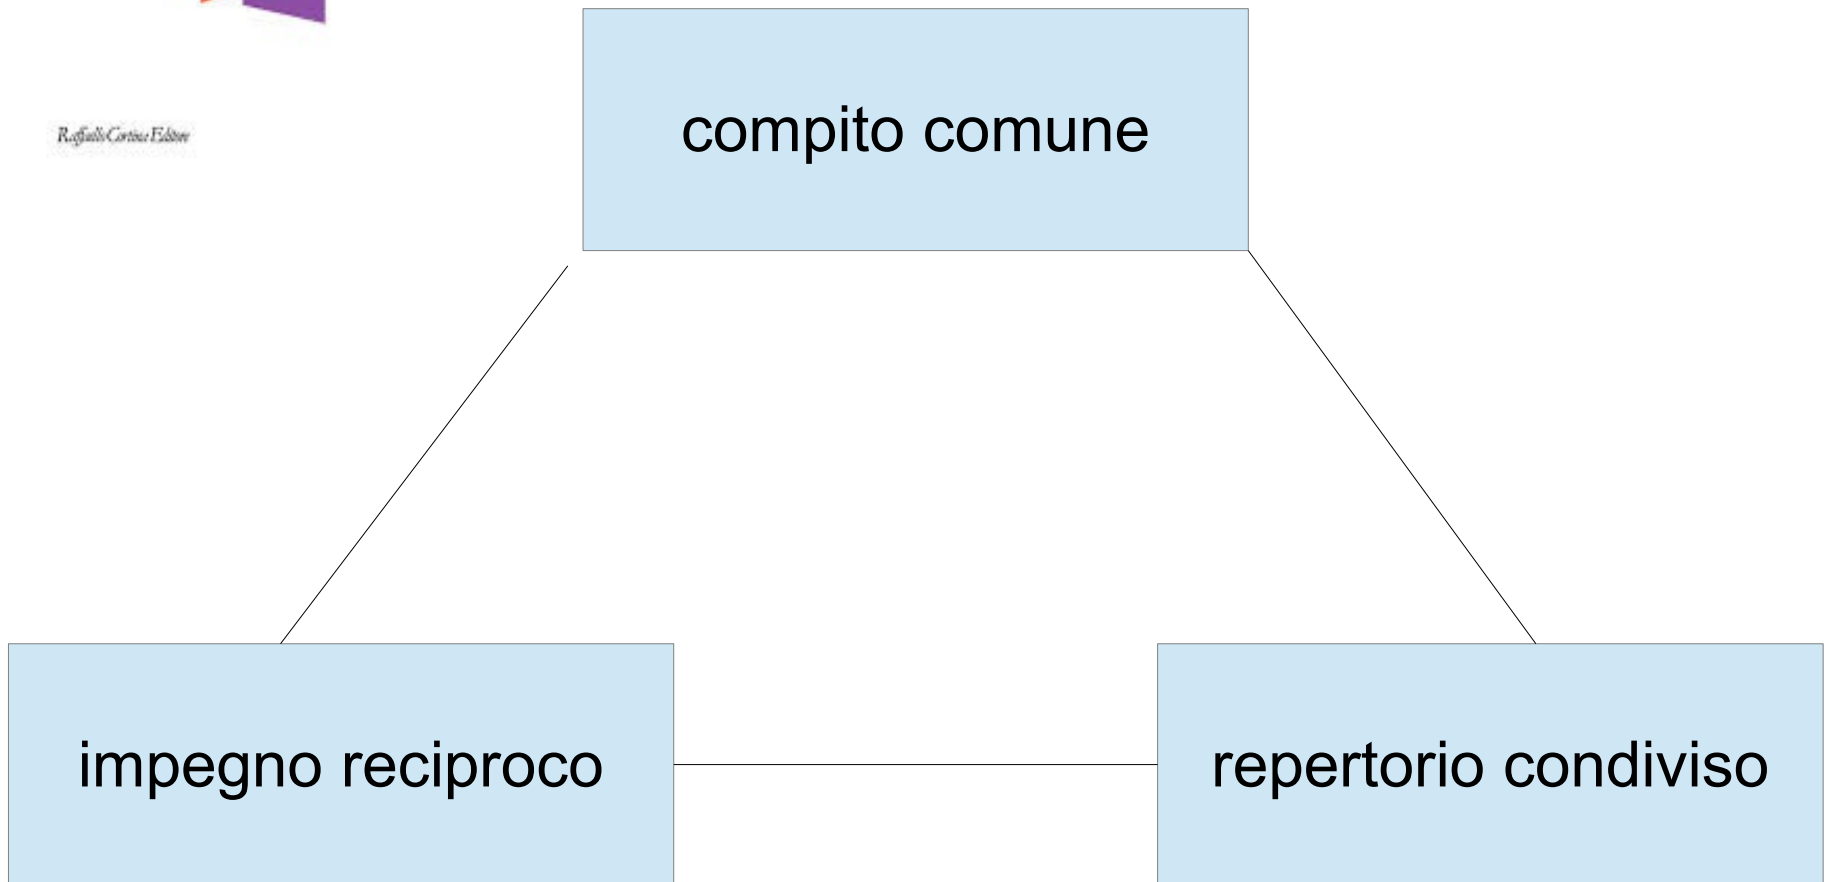 compito comune
Raffaello Cortina Editore
impegno reciproco
repertorio condiviso